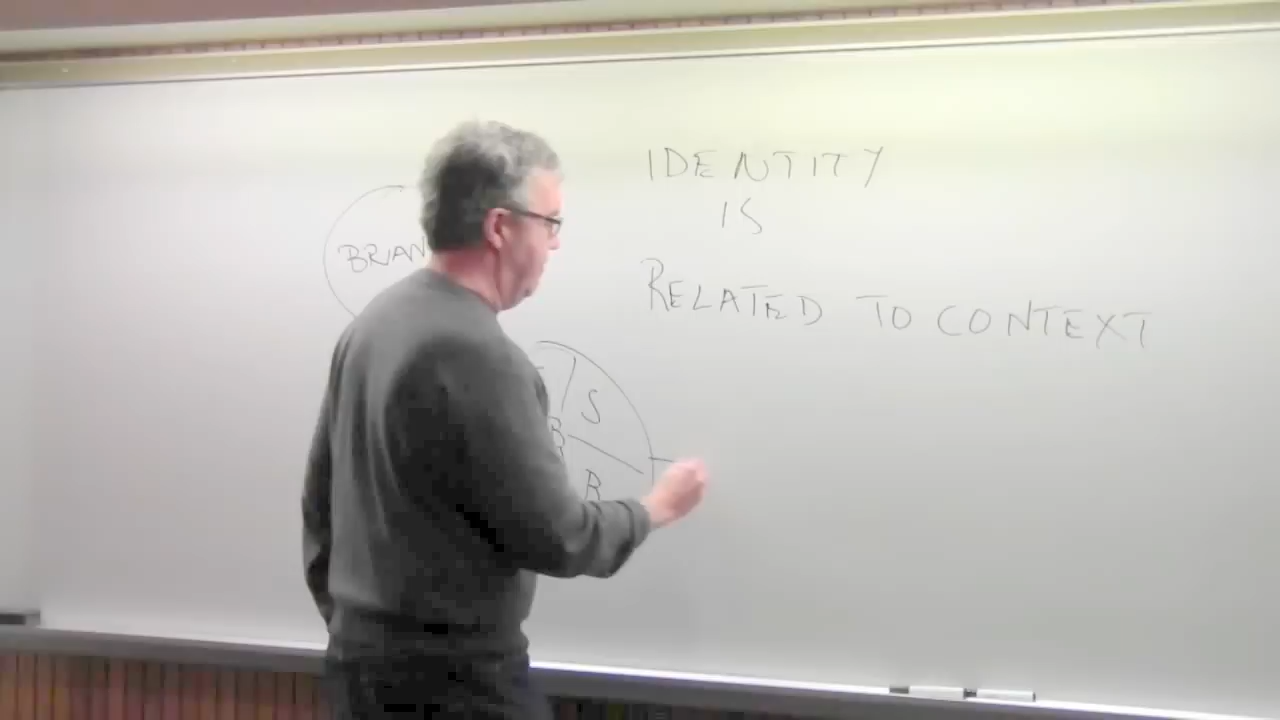 IDENTITY
IS
RELATED TO CONTEXT
BRIAN
S
B
R